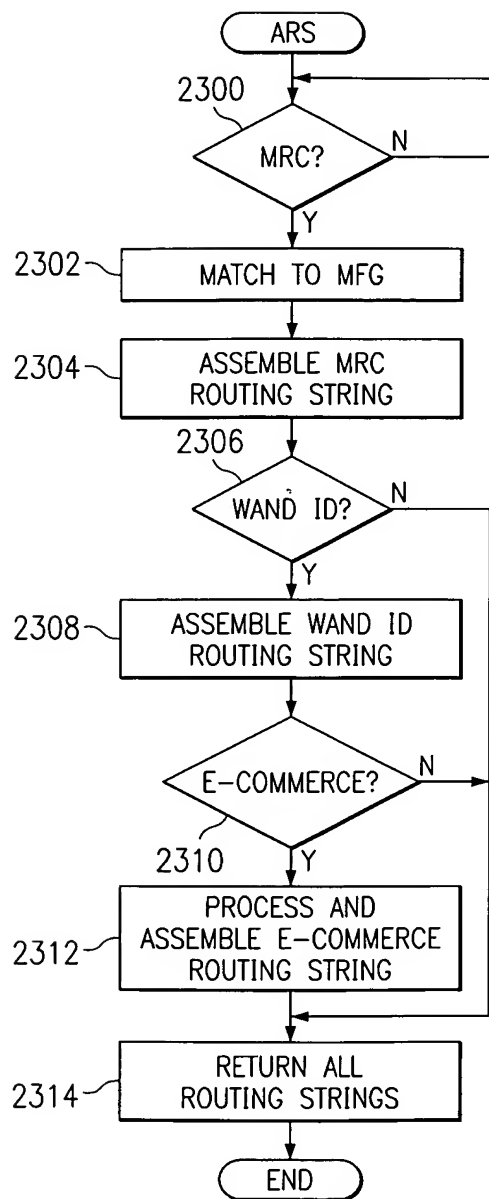 ARS
2300
MRC?
N
Y
2302
MATCH TO MFG
2304
ASSEMBLE MRC
ROUTING STRING
2306
WAND ID?
N
Y
2308
ASSEMBLE WAND ID
ROUTING STRING
E-COMMERCE?
N
2310
Y
2312
PROCESS AND
ASSEMBLE E-COMMERCE
ROUTING STRING
2314
RETURN ALL
ROUTING STRINGS
END